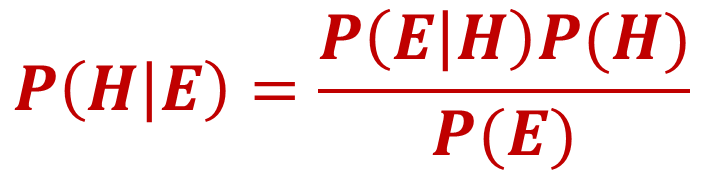 P(H|E) = P(E|H)P(H)
P(E)